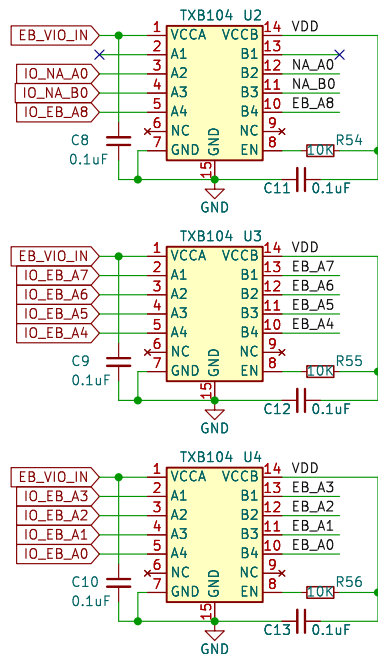 TXB104 U2
EB_VIO_IN 1 VCCA VCCB 14 VDD
2 A1 B1 13
IO_NA_A0 3 A2 B2 12 NA_A0
IO_NA_B0 4 A3 B3 11 NA_B0
IO_EB_A8 5 A4 B4 10 EB_A8
6 NC NC 9
C8 7 GND GND EN 8 10K R54
0.1uF 15 C11 0.1uF
GND
TXB104 U3
EB_VIO_IN 1 VCCA VCCB 14 VDD
IO_EB_A7 2 A1 B1 13 EB_A7
IO_EB_A6 3 A2 B2 12 EB_A6
IO_EB_A5 4 A3 B3 11 EB_A5
IO_EB_A4 5 A4 B4 10 EB_A4
6 NC NC 9
C9 7 GND GND EN 8 10K R55
0.1uF 15 C12 0.1uF
GND
TXB104 U4
EB_VIO_IN 1 VCCA VCCB 14 VDD
IO_EB_A3 2 A1 B1 13 EB_A3
IO_EB_A2 3 A2 B2 12 EB_A2
IO_EB_A1 4 A3 B3 11 EB_A1
IO_EB_A0 5 A4 B4 10 EB_A0
6 NC NC 9
C10 7 GND GND EN 8 10K R56
0.1uF 15 C13 0.1uF
GND